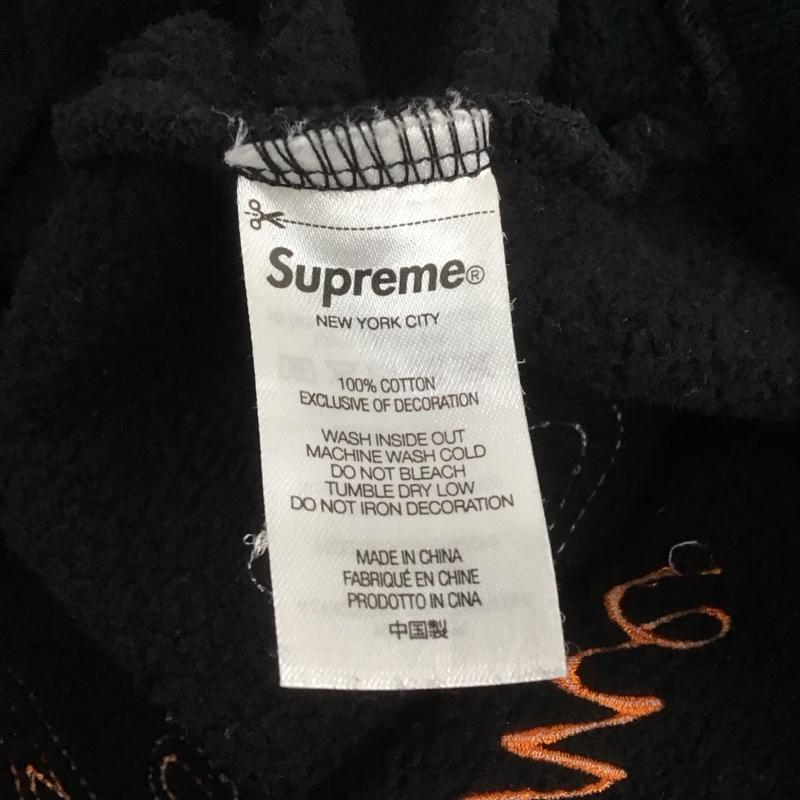 Supreme®
NEW YORK CITY
100% COTTON
EXCLUSIVE OF DECORATION
WASH INSIDE OUT
MACHINE WASH COLD
DO NOT BLEACH
TUMBLE DRY LOW
DO NOT IRON DECORATION
MADE IN CHINA
FABRIQUÉ EN CHINE
PRODOTTO IN CINA
中国製